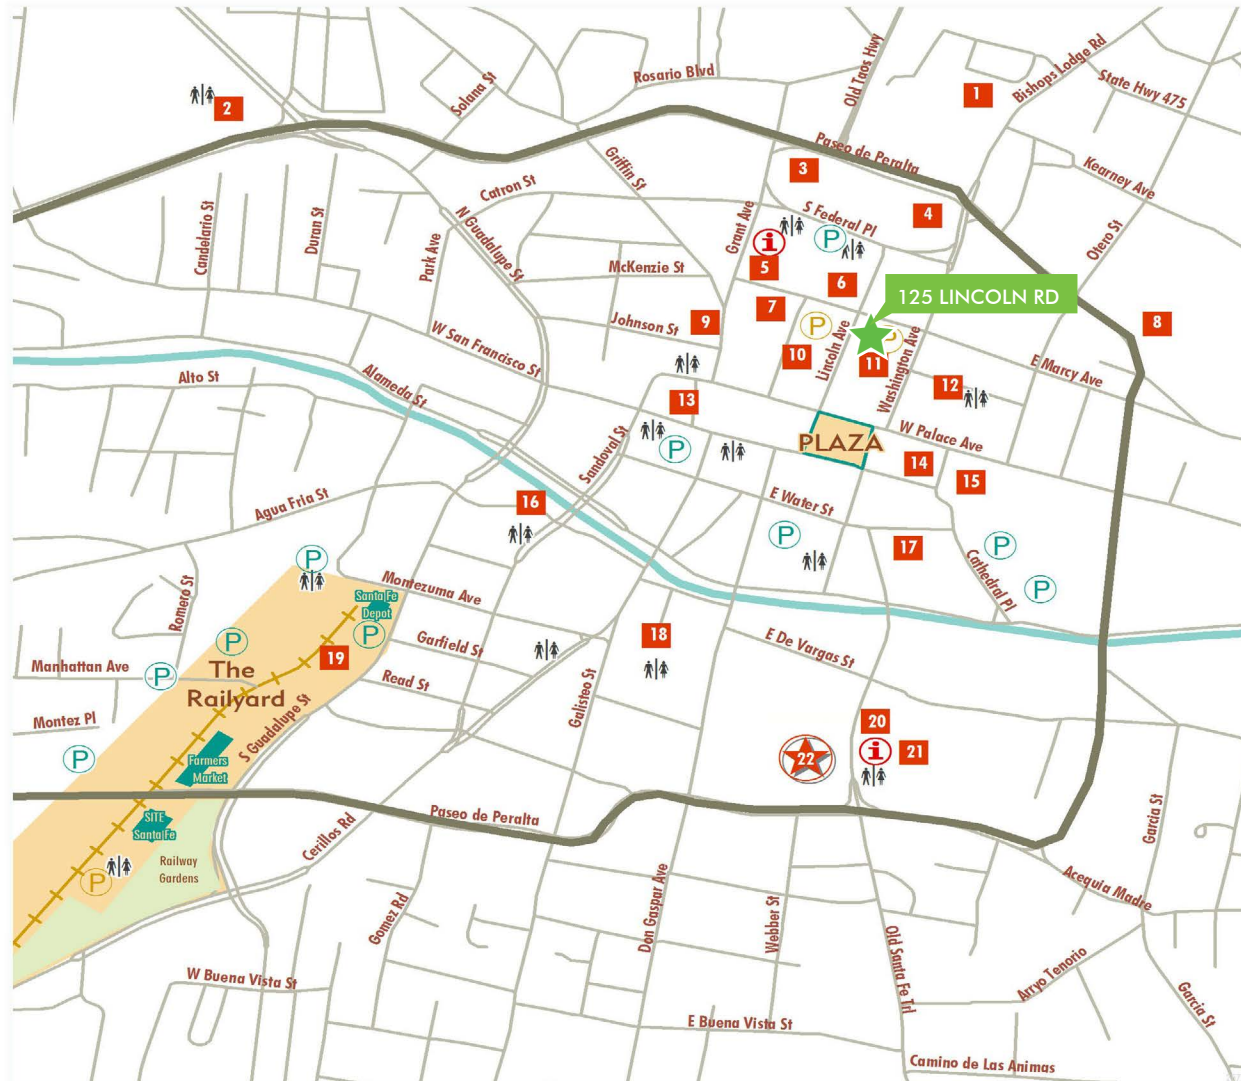 Rosario Blvd
Old Taos Hwy
Bishops Lodge Rd
State Hwy 475
Solana St
1
2
Paseo de Peralta
Griffin St
Kearney Ave
3
Catron St
4
S Federal Pl
Candelario St
Duran St
Park Ave
N Guadalupe St
Grant Ave
Otero St
i
P
McKenzie St
5
6
125 LINCOLN RD
7
8
9
Johnson St
P
P
W San Francisco St
Lincoln Ave
10
11
Washington Ave
E Marcy Ave
Alto St
Alameda St
12
13
W Palace Ave
PLAZA
Sandoval St
P
14
15
Agua Fria St
16
E Water St
P
17
P
Cathedral Pl
P
P
Romero St
Montezuma Ave
Santa Fe
Depot
P
P
Garfield St
18
E De Vargas St
Manhattan Ave
The
Railyard
19
P
Read St
Galisteo St
Montez Pl
S Guadalupe St
20
i
21
22
P
Farmers
Market
Paseo de Peralta
SITE
Santa Fe
Cerillos Rd
Garcia St
Railway
Gardens
P
Acequia Madre
Gomez Rd
Don Gaspar Ave
Webber St
Old Santa Fe Trl
Arryo Tenorio
W Buena Vista St
Garcia St
E Buena Vista St
Camino de Las Animas